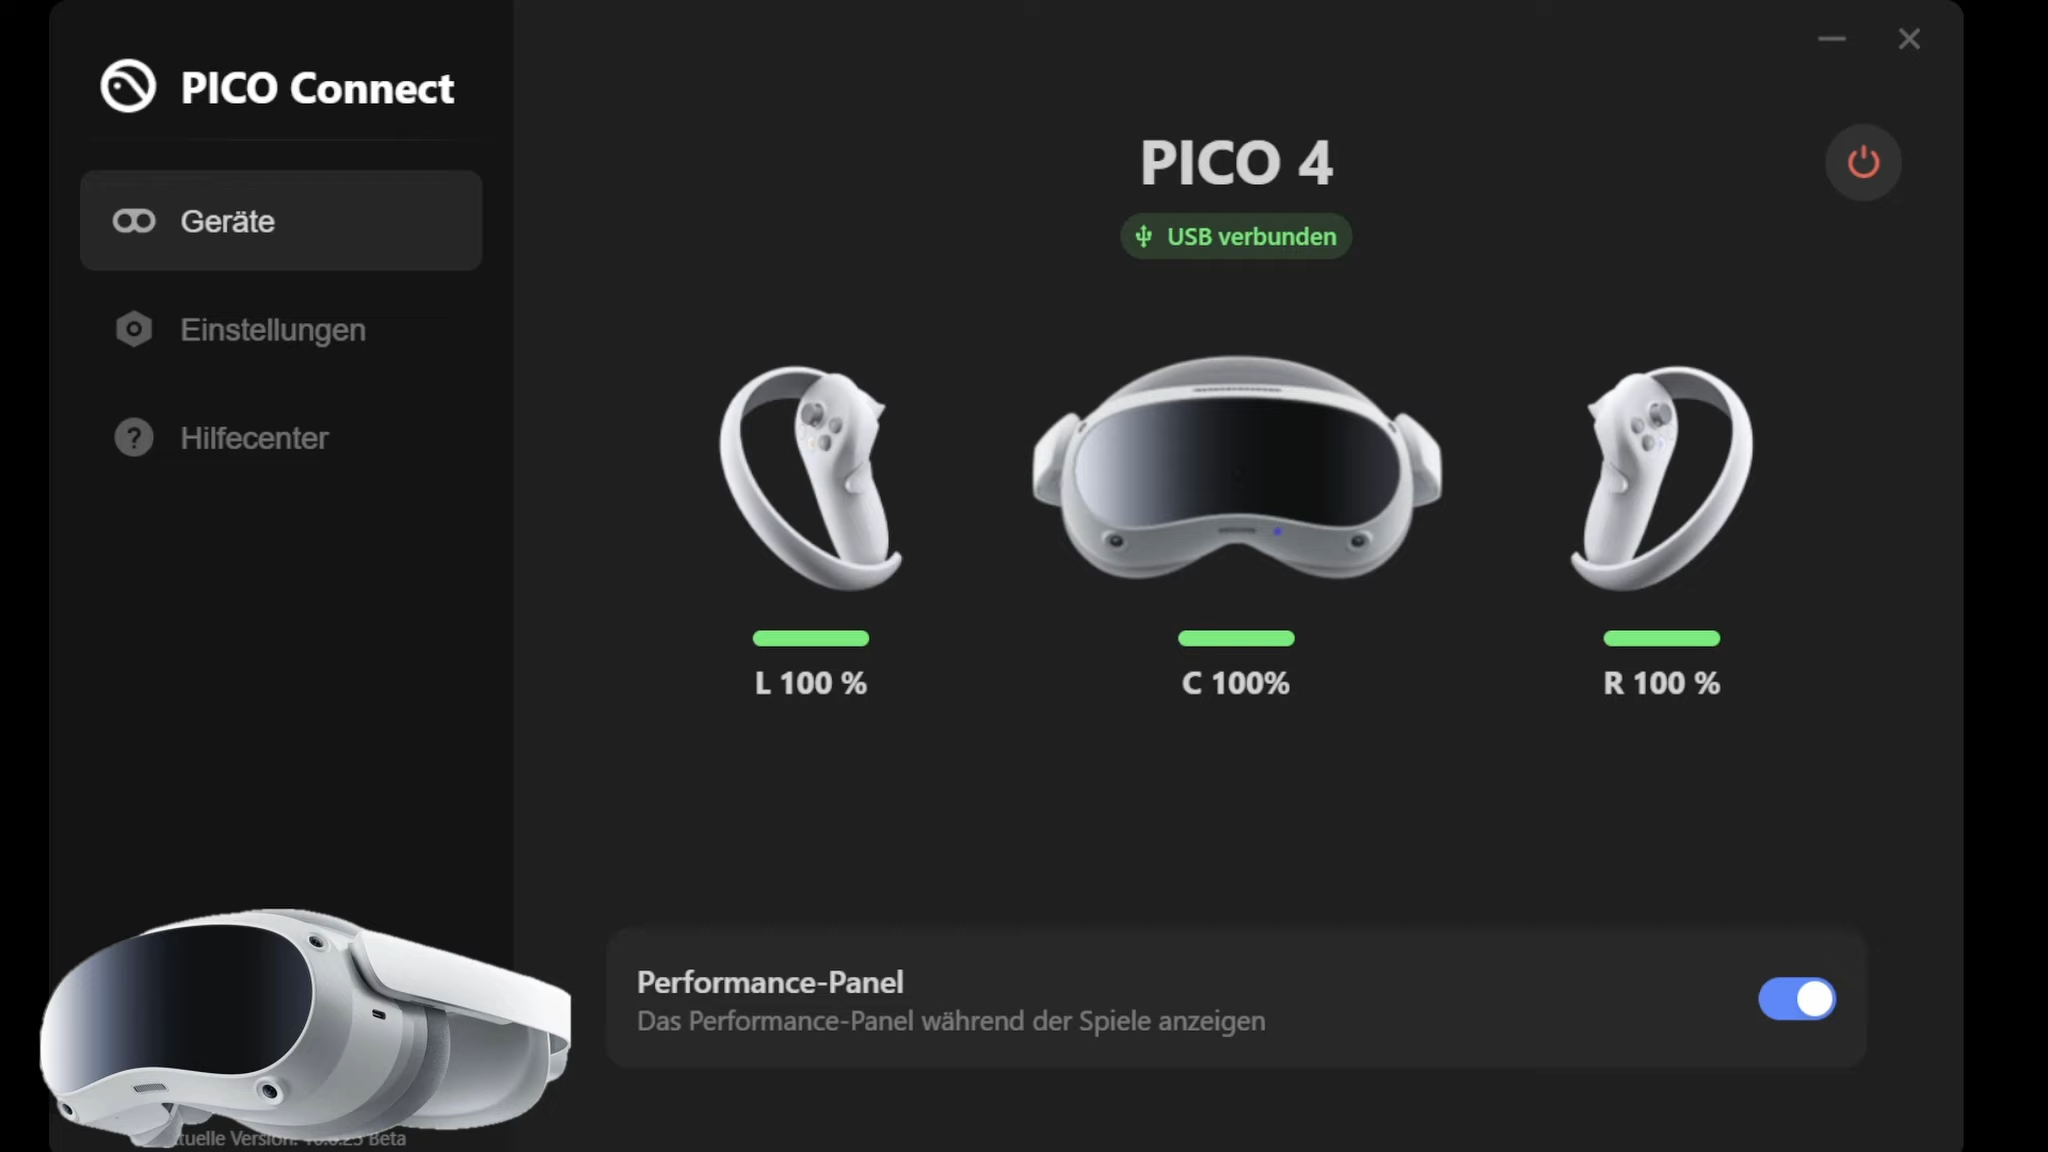 PICO Connect
Geräte
Einstellungen
Hilfecenter
PICO 4
USB verbunden
L 100 %
C 100%
R 100 %
Performance-Panel
Das Performance-Panel während der Spiele anzeigen
Version: Beta